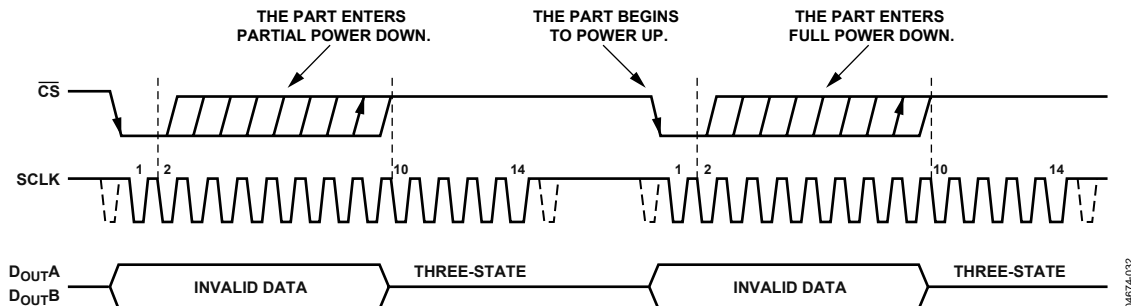 THE PART ENTERS
PARTIAL POWER DOWN.
THE PART BEGINS
TO POWER UP.
THE PART ENTERS
FULL POWER DOWN.
CS
SCLK
1 2 10 14 1 2 10 14
DOUTA
DOUTB
INVALID DATA THREE-STATE INVALID DATA THREE-STATE
04674-032